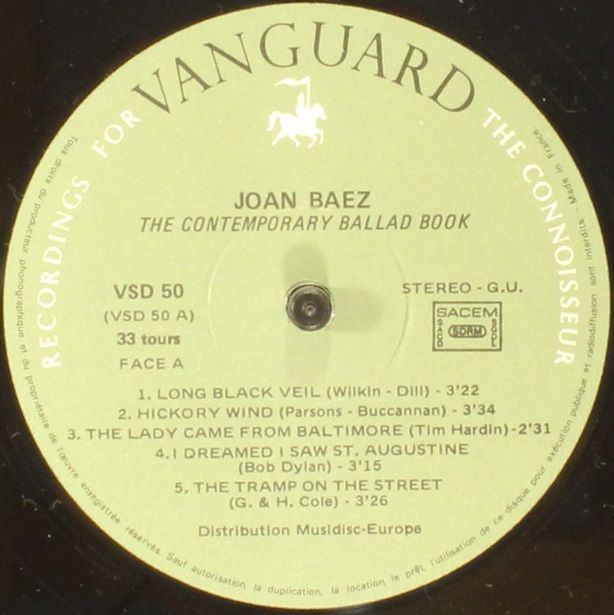 VANGUARD
RECORDINGS FOR THE CONNOISSEUR
JOAN BAEZ
THE CONTEMPORARY BALLAD BOOK
VSD 50
(VSD 50 A)
33 tours
FACE A
STEREO - G.U.
SACEM
SACD SDRM SGDL
1. LONG BLACK VEIL (Wilkin - Dill) - 3'22
2. HICKORY WIND (Parsons - Buccannan) - 3'34
3. THE LADY CAME FROM BALTIMORE (Tim Hardin)-2'31
4. I DREAMED I SAW ST. AUGUSTINE
(Bob Dylan) - 3'15
5. THE TRAMP ON THE STREET
(G. & H. Cole) - 3'26
Distribution Musidisc-Europe
Tous droits du producteur phonographique et du propriétaire de l'œuvre enregistrée réservés. Sauf autorisation, la duplication, la location, le prêt, l'utilisation de ce disque pour exécution publique et radiodiffusion sont interdits. Made in France.